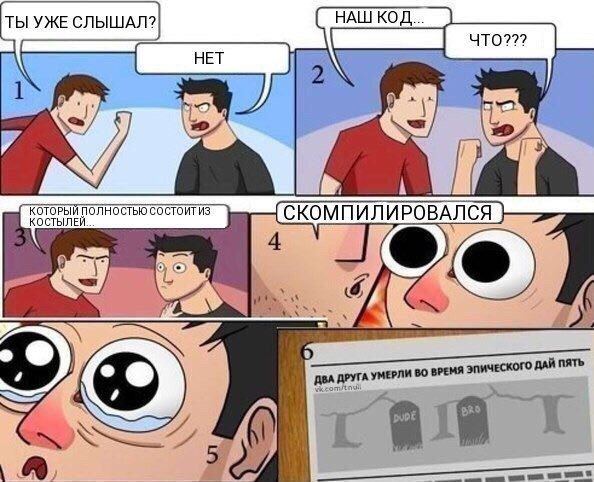 ТЫ УЖЕ СЛЫШАЛ?
НЕТ
1
НАШ КОД...
ЧТО???
2
КОТОРЫЙ ПОЛНОСТЬЮ СОСТОИТ ИЗ
КОСТЫЛЕЙ...
3
СКОМПИЛИРОВАЛСЯ
4
5
6
ДВА ДРУГА УМЕРЛИ ВО ВРЕМЯ ЭПИЧЕСКОГО ДАЙ ПЯТЬ
vk.com/tnull
DUDE
BRO